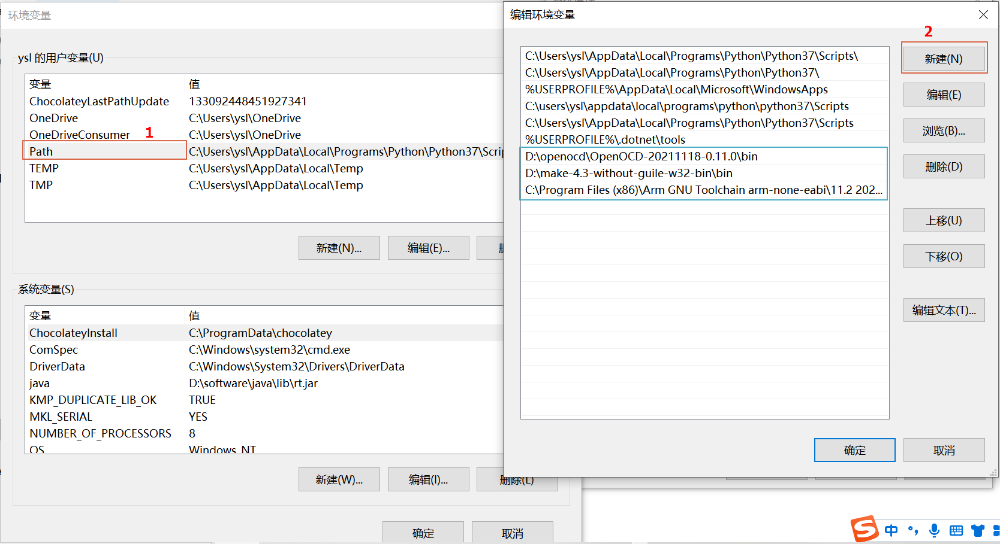 环境变量
ysl 的用户变量(U)
变量 值
ChocolateyLastPathUpdate 133092448451927341
OneDrive C:\Users\ysl\OneDrive
OneDriveConsumer C:\Users\ysl\OneDrive
1
Path C:\Users\ysl\AppData\Local\Programs\Python\Python37\Scrip
TEMP C:\Users\ysl\AppData\Local\Temp
TMP C:\Users\ysl\AppData\Local\Temp
新建(N)... 编辑(E)...
系统变量(S)
变量 值
ChocolateyInstall C:\ProgramData\chocolatey
ComSpec C:\Windows\system32\cmd.exe
DriverData C:\Windows\System32\Drivers\DriverData
java D:\software\java\lib\rt.jar
KMP_DUPLICATE_LIB_OK TRUE
MKL_SERIAL YES
NUMBER_OF_PROCESSORS 8
OS Windows_NT
新建(W)... 编辑(I)... 删除(L)
确定 取消
编辑环境变量
2
C:\Users\ysl\AppData\Local\Programs\Python\Python37\Scripts\
C:\Users\ysl\AppData\Local\Programs\Python\Python37\
%USERPROFILE%\AppData\Local\Microsoft\WindowsApps
C:\users\ysl\appdata\local\programs\python\python37\Scripts
C:\Users\ysl\AppData\Local\Programs\Python\Python37\Scripts
%USERPROFILE%\.dotnet\tools
D:\openocd\OpenOCD-20211118-0.11.0\bin
D:\make-4.3-without-guile-w32-bin\bin
C:\Program Files (x86)\Arm GNU Toolchain arm-none-eabi\11.2 202...
新建(N)
编辑(E)
浏览(B)...
删除(D)
上移(U)
下移(O)
编辑文本(T)...
确定 取消
中